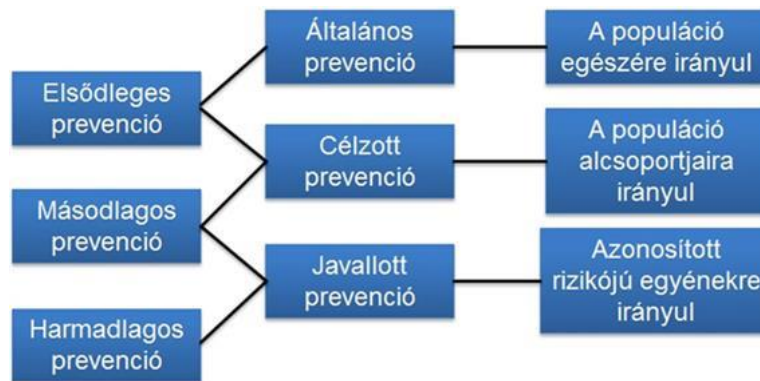 Elsődleges
prevenció
Másodlagos
prevenció
Harmadlagos
prevenció
Általános
prevenció
Célzott
prevenció
Javallott
prevenció
A populáció
egészére irányul
A populáció
alcsoportjaira
irányul
Azonosított
rizikójú egyénekre
irányul